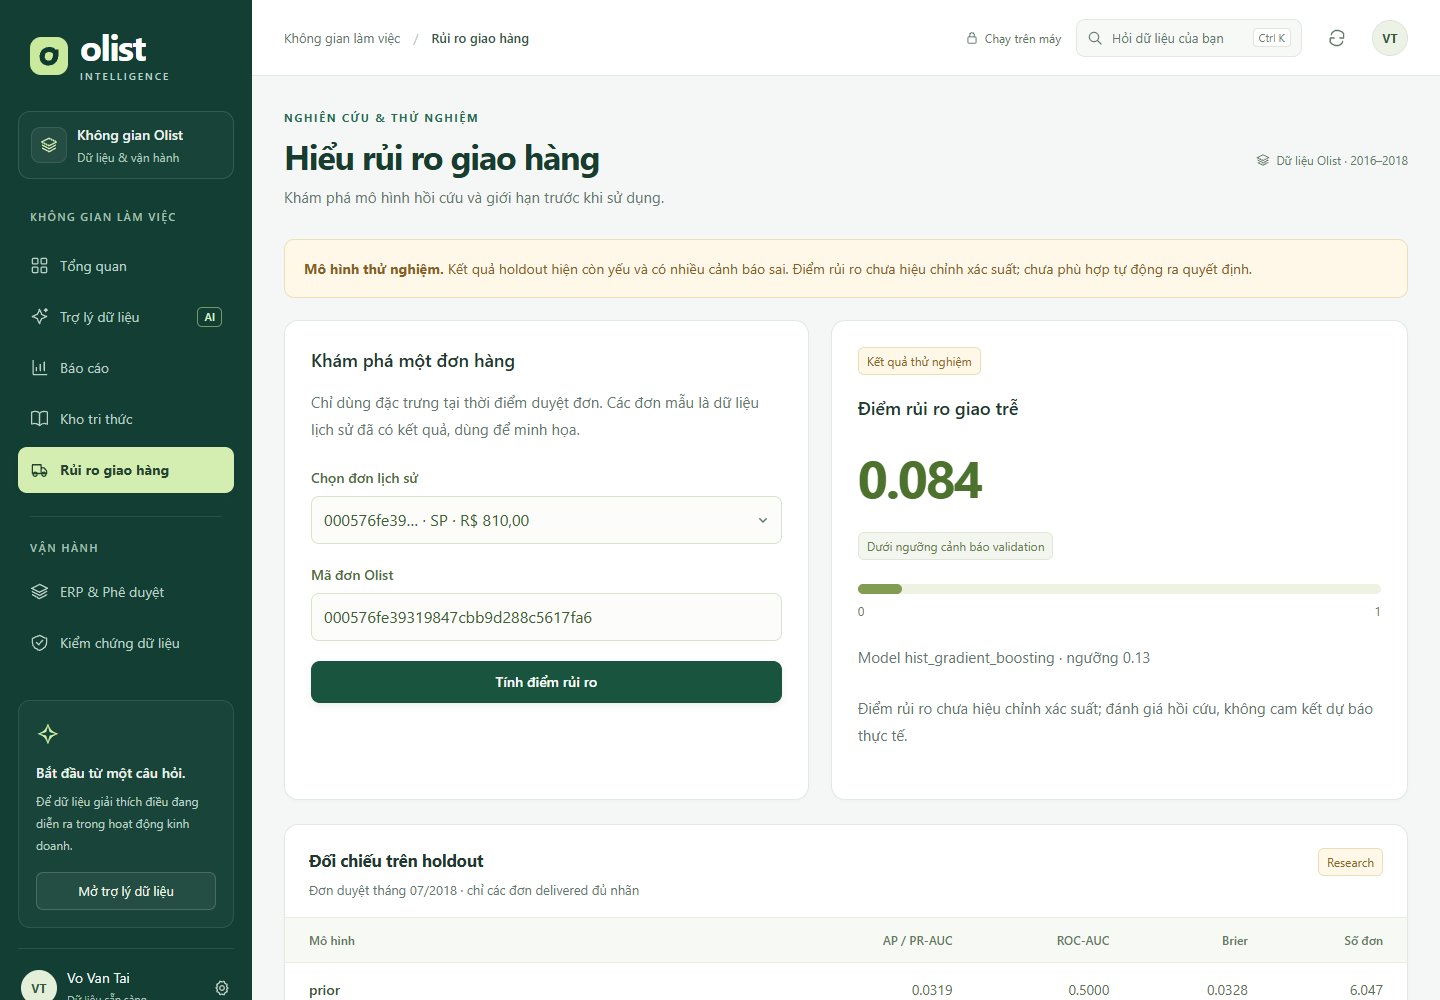 olist
INTELLIGENCE
Không gian Olist
Dữ liệu & vận hành
KHÔNG GIAN LÀM VIỆC
Tổng quan
Trợ lý dữ liệu
AI
Báo cáo
Kho tri thức
Rủi ro giao hàng
VẬN HÀNH
ERP & Phê duyệt
Kiểm chứng dữ liệu
Bắt đầu từ một câu hỏi.
Để dữ liệu giải thích điều đang
diễn ra trong hoạt động kinh
doanh.
Mở trợ lý dữ liệu
VT
Vo Van Tai
Dữ liệu sẵn sàng
Không gian làm việc / Rủi ro giao hàng
Chạy trên máy
Hỏi dữ liệu của bạn
Ctrl K
VT
NGHIÊN CỨU & THỬ NGHIỆM
Hiểu rủi ro giao hàng
Dữ liệu Olist · 2016–2018
Khám phá mô hình hồi cứu và giới hạn trước khi sử dụng.
Mô hình thử nghiệm. Kết quả holdout hiện còn yếu và có nhiều cảnh báo sai. Điểm rủi ro chưa hiệu chỉnh xác suất; chưa phù hợp tự động ra quyết định.
Khám phá một đơn hàng
Chỉ dùng đặc trưng tại thời điểm duyệt đơn. Các đơn mẫu là dữ liệu
lịch sử đã có kết quả, dùng để minh họa.
Chọn đơn lịch sử
000576fe39... · SP · R$ 810,00
Mã đơn Olist
000576fe39319847cbb9d288c5617fa6
Tính điểm rủi ro
Kết quả thử nghiệm
Điểm rủi ro giao trễ
0.084
Dưới ngưỡng cảnh báo validation
0
1
Model hist_gradient_boosting · ngưỡng 0.13
Điểm rủi ro chưa hiệu chỉnh xác suất; đánh giá hồi cứu, không cam kết dự báo
thực tế.
Đối chiếu trên holdout
Research
Đơn duyệt tháng 07/2018 · chỉ các đơn delivered đủ nhãn
Mô hình AP / PR-AUC ROC-AUC Brier Số đơn
prior 0.0319 0.5000 0.0328 6.047